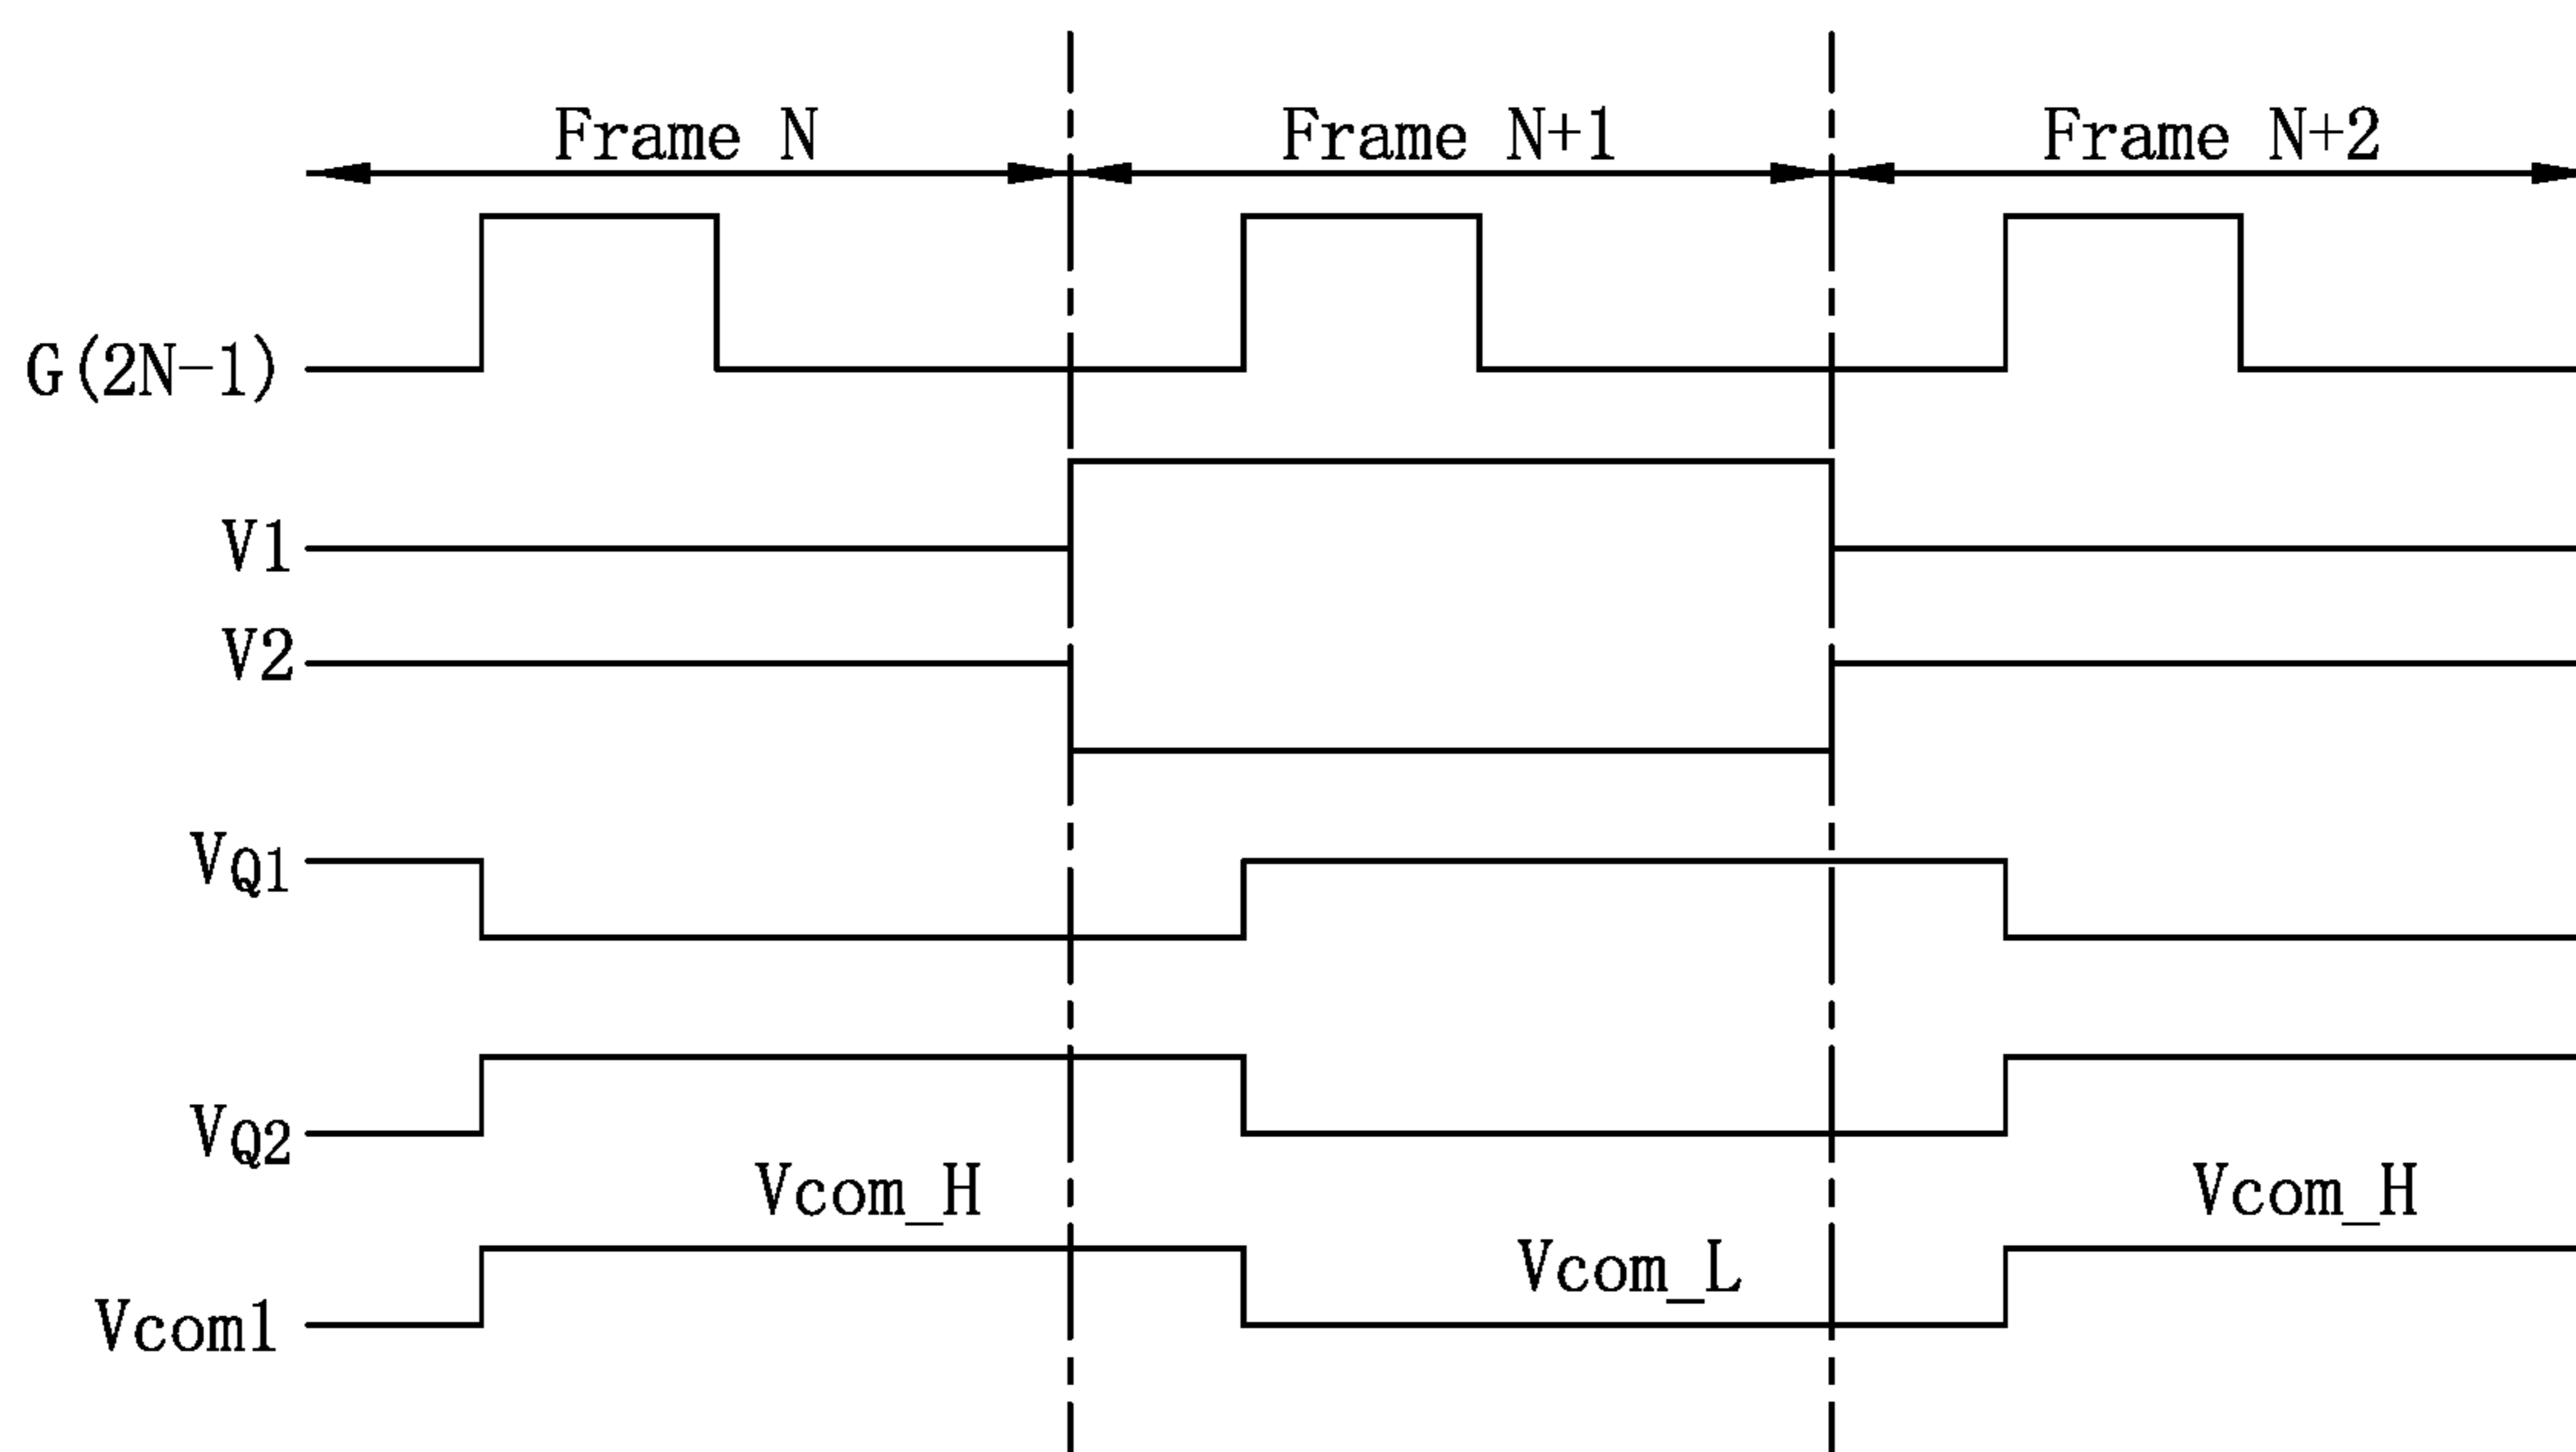 Frame N Frame N+1 Frame N+2
G(2N-1)
V1
V2
VQ1
VQ2
Vcom_H Vcom_H
Vcom_L
Vcom1